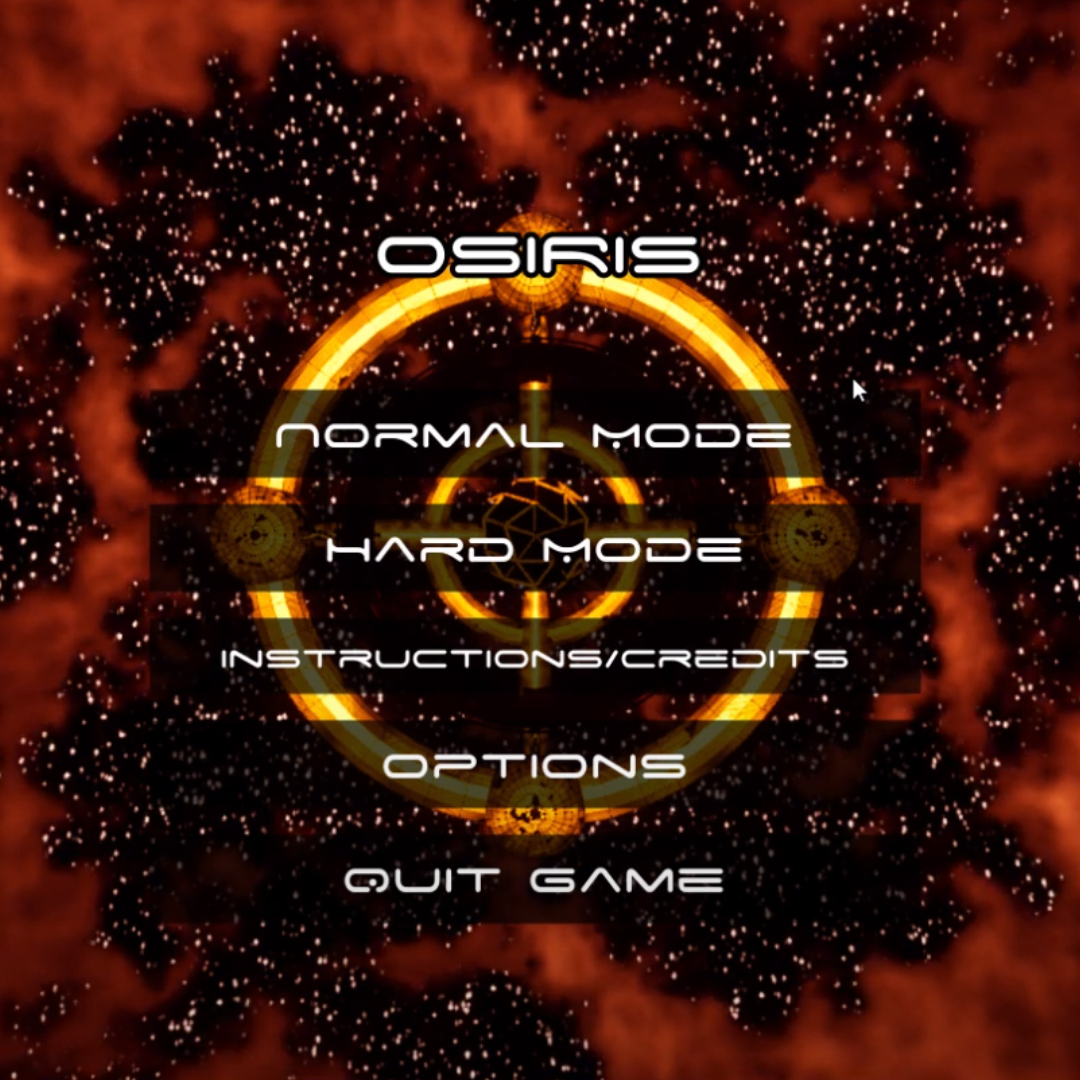 OSIRIS
NORMAL MODE
HARD MODE
INSTRUCTIONS/CREDITS
OPTIONS
QUIT GAME